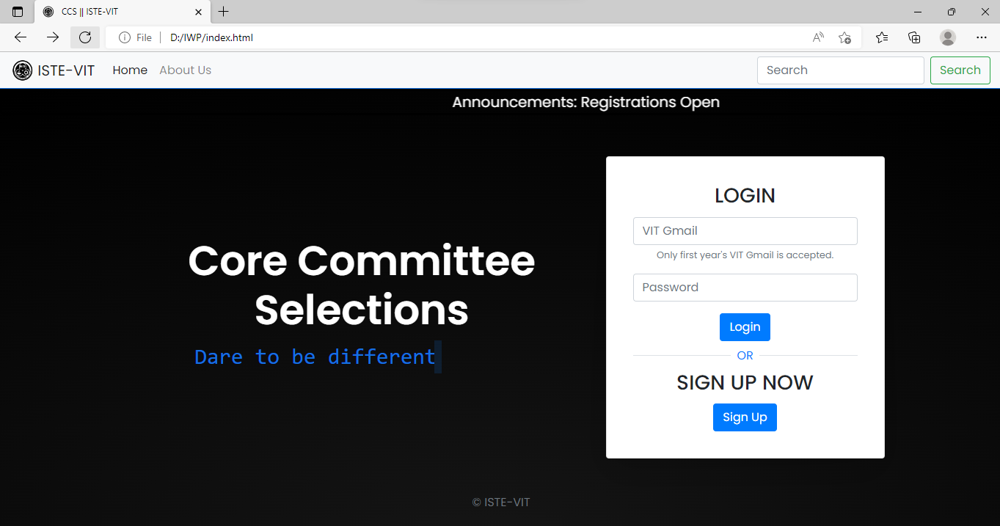 CCS || ISTE-VIT
File D:/IWP/index.html
ISTE-VIT Home About Us Search Search
Announcements: Registrations Open
Core Committee
Selections
Dare to be different
LOGIN
VIT Gmail
Only first year's VIT Gmail is accepted.
Password
Login
OR
SIGN UP NOW
Sign Up
© ISTE-VIT